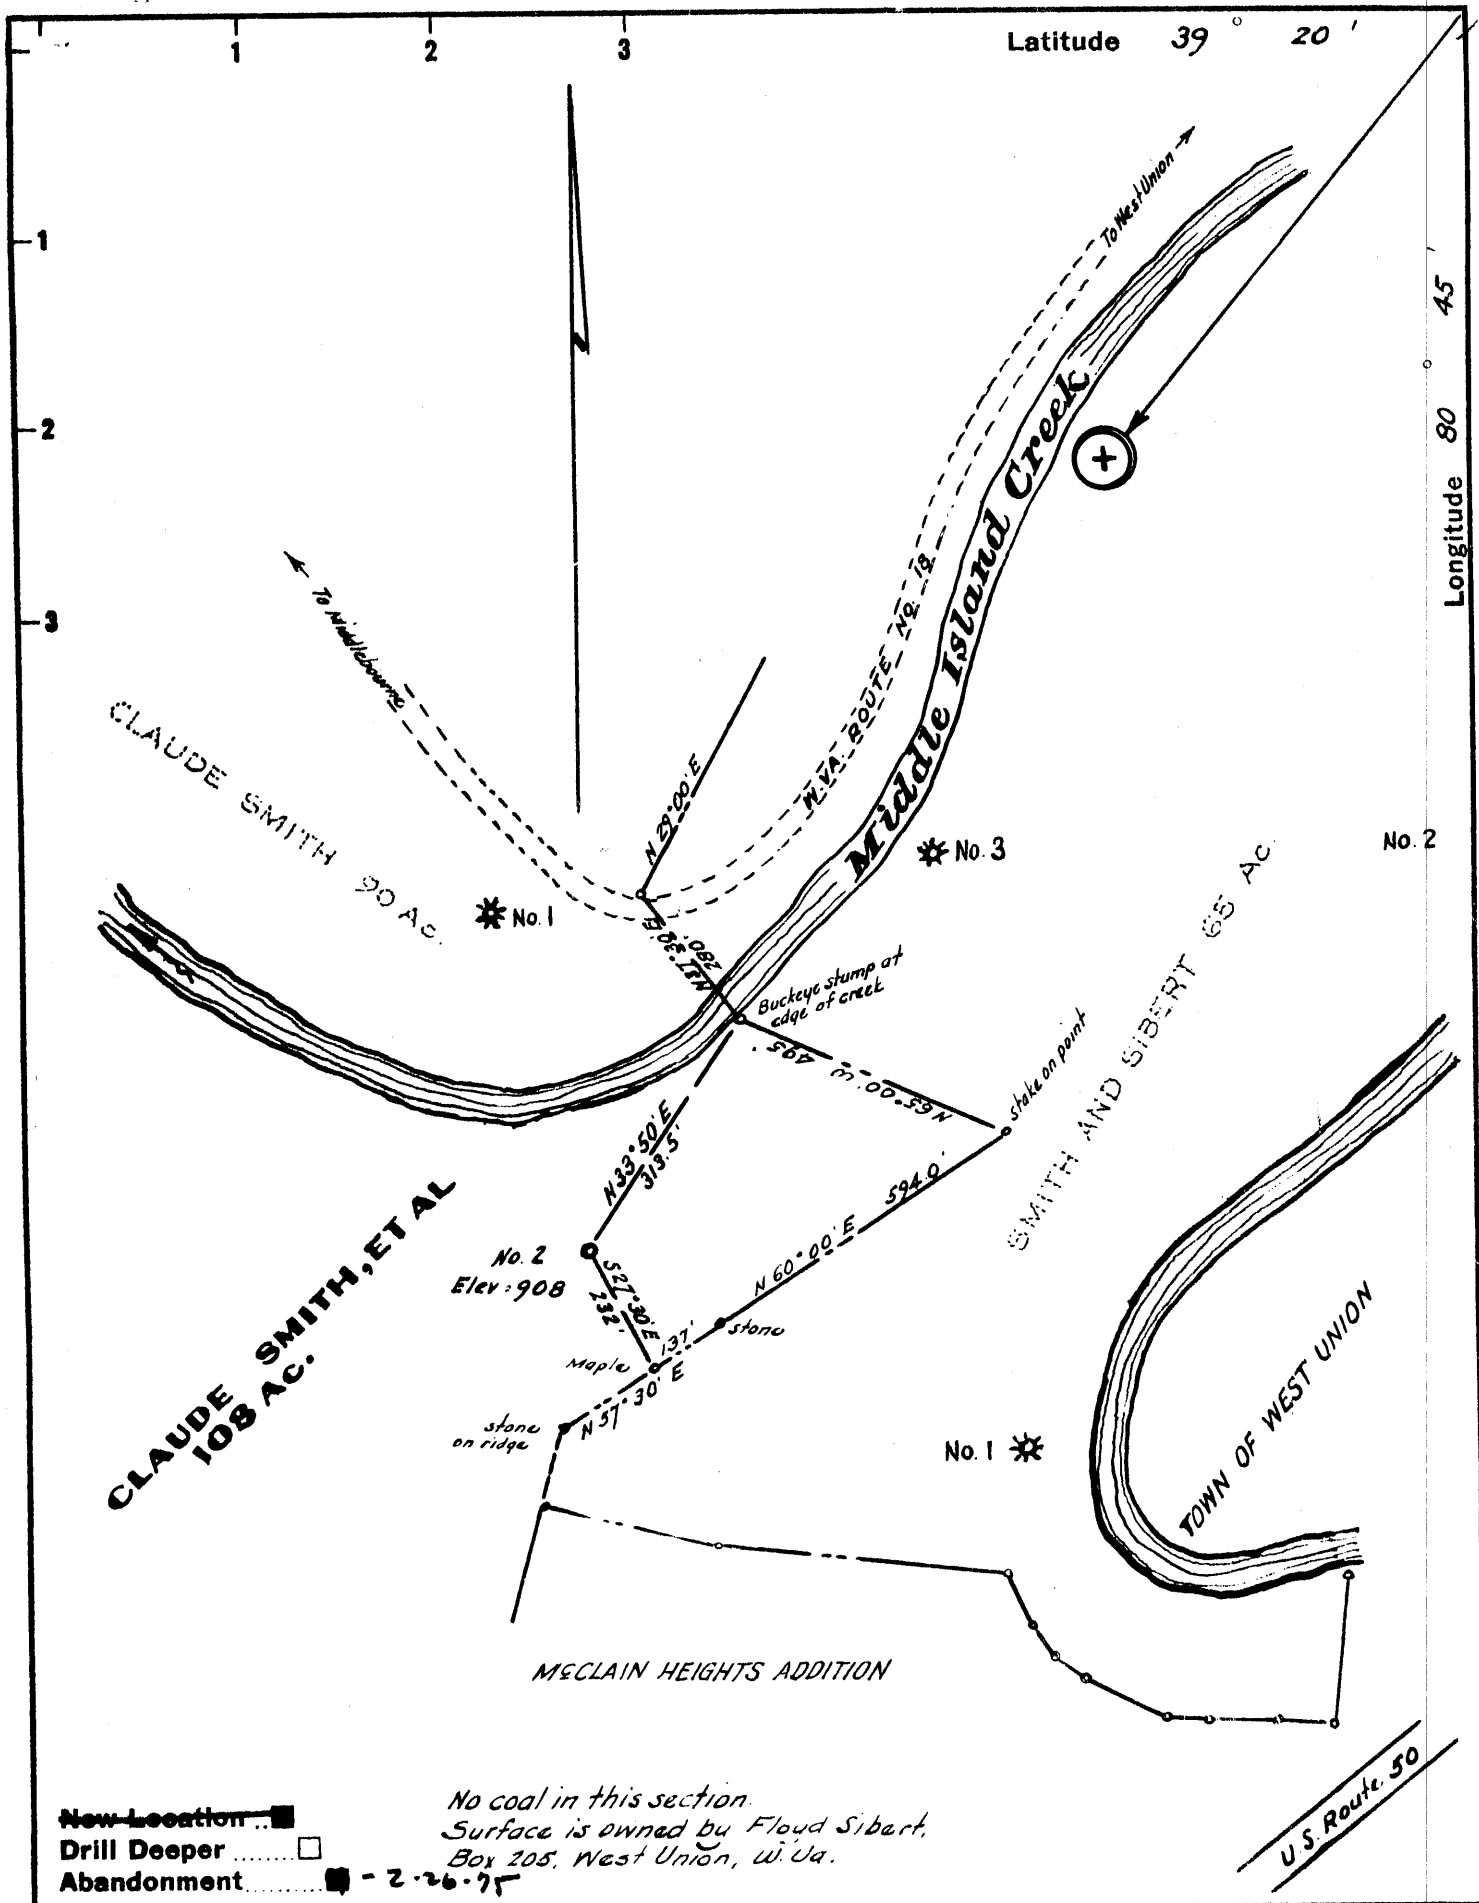 1
2
3
Latitude 39° 20'
1
2
3
Longitude 80° 45'
To West Union
To Middlebourne
W.VA. ROUTE NO. 18
Middle Island Creek
N 29°00' E
CLAUDE SMITH 90 Ac.
No. 1
No. 3
No. 2
280'
Buckeye stump at
edge of creek
N65°00'W 495'
stake on point
SMITH AND SIBERT 65 Ac.
N 33°50' E
313.5'
No. 2
Elev: 908
S27°30'E
232'
N 60°00' E 594.0'
stone
137'
Maple
N 57°30' E
stone
on ridge
CLAUDE SMITH, ET AL
108 AC.
No. 1
TOWN OF WEST UNION
McCLAIN HEIGHTS ADDITION
U.S. Route 50
New Location
Drill Deeper
Abandonment - 2-26-75
No coal in this section.
Surface is owned by Floyd Sibert,
Box 205, West Union, W.Va.